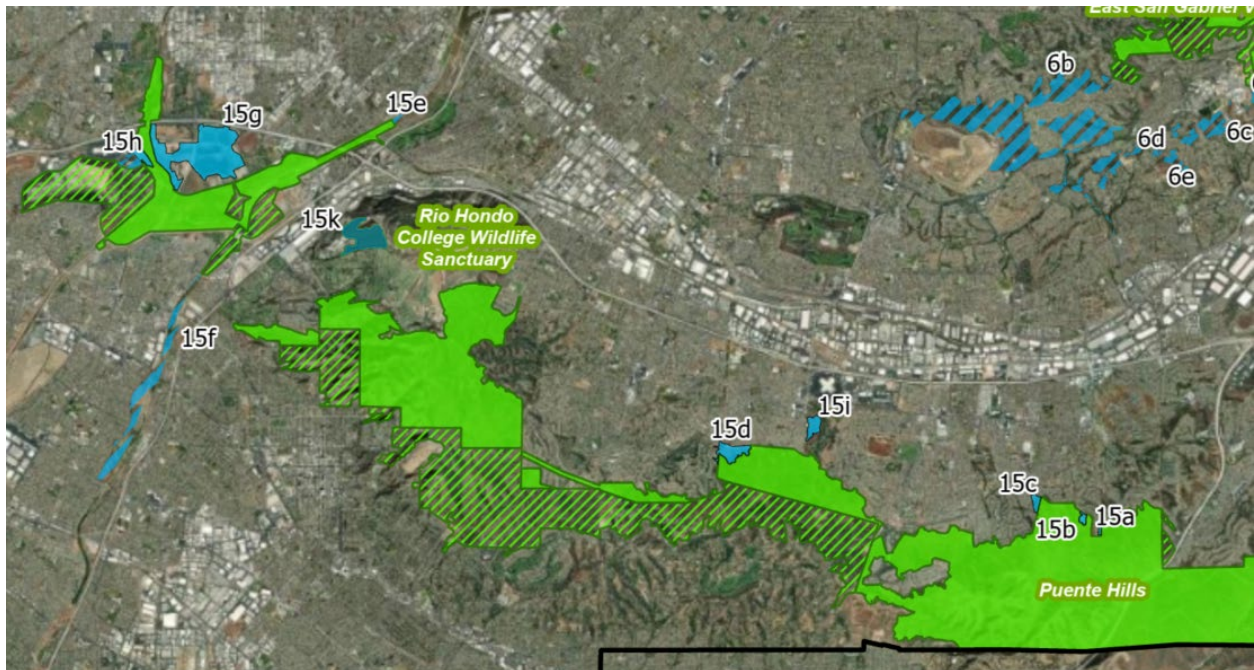 East San Gabriel V
6b
15g
15e
15h
6d
6c
6e
15k
Rio Hondo
College Wildlife
Sanctuary
15f
15i
15d
15c
15b
15a
Puente Hills